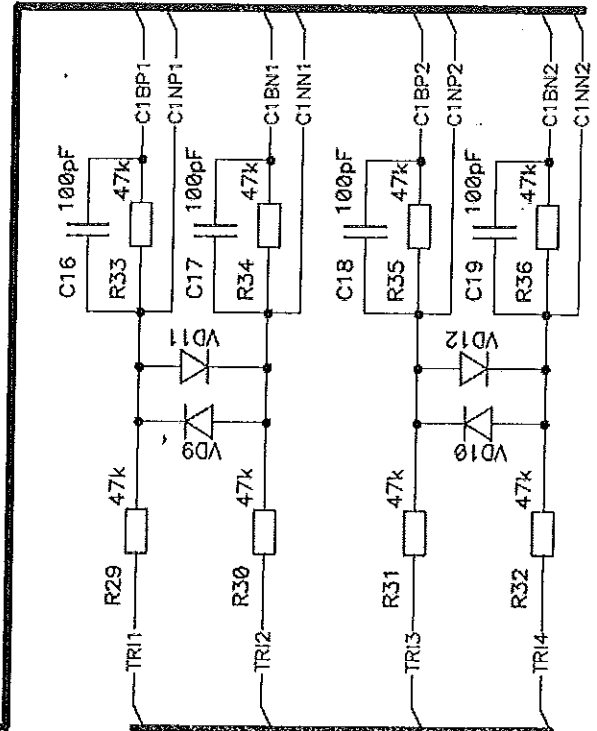 C1BP1
C1NP1
C1BN1
C1NN1
C1BP2
C1NP2
C1BN2
C1NN2
100pF
47k
100pF
47k
100pF
47k
100pF
47k
C16
R33
C17
R34
C18
R35
C19
R36
VD11
VD12
VD9
VD10
47k
47k
47k
47k
R29
R30
R31
R32
TRI1
TRI2
TRI3
TRI4